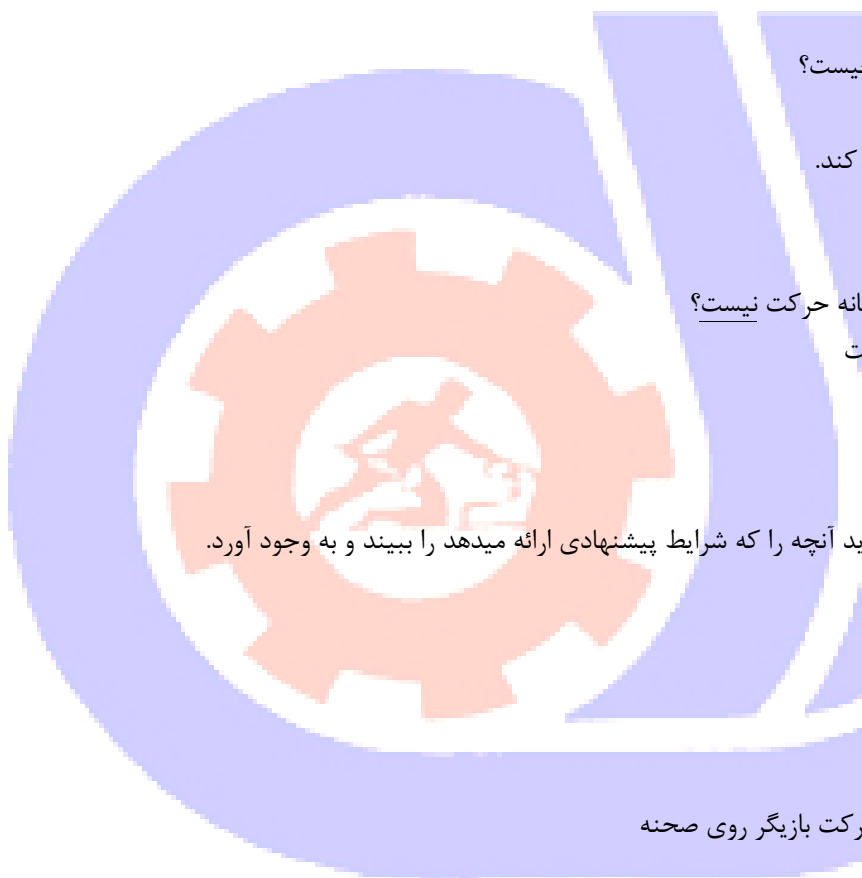 نیست؟
کند.
انه حرکت نیست؟
ت
ید آنچه را که شرایط پیشنهادی ارائه میدهد را ببیند و به وجود آورد.
رکت بازیگر روی صحنه